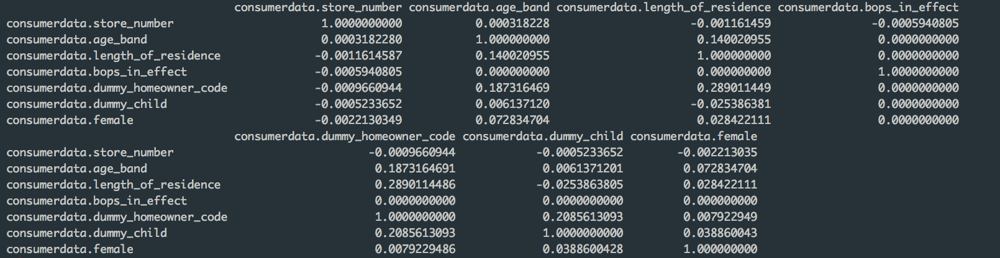 consumerdata.store_number consumerdata.age_band consumerdata.length_of_residence consumerdata.bops_in_effect
consumerdata.store_number 1.0000000000 0.000318228 -0.001161459 -0.0005940805
consumerdata.age_band 0.0003182280 1.000000000 0.140020955 0.0000000000
consumerdata.length_of_residence -0.0011614587 0.140020955 1.000000000 0.0000000000
consumerdata.bops_in_effect -0.0005940805 0.000000000 0.000000000 1.0000000000
consumerdata.dummy_homeowner_code -0.0009660944 0.187316469 0.289011449 0.0000000000
consumerdata.dummy_child -0.0005233652 0.006137120 -0.025386381 0.0000000000
consumerdata.female -0.0022130349 0.072834704 0.028422111 0.0000000000
consumerdata.dummy_homeowner_code consumerdata.dummy_child consumerdata.female
consumerdata.store_number -0.0009660944 -0.0005233652 -0.002213035
consumerdata.age_band 0.1873164691 0.0061371201 0.072834704
consumerdata.length_of_residence 0.2890114486 -0.0253863805 0.028422111
consumerdata.bops_in_effect 0.0000000000 0.0000000000 0.000000000
consumerdata.dummy_homeowner_code 1.0000000000 0.2085613093 0.007922949
consumerdata.dummy_child 0.2085613093 1.0000000000 0.038860043
consumerdata.female 0.0079229486 0.0388600428 1.000000000